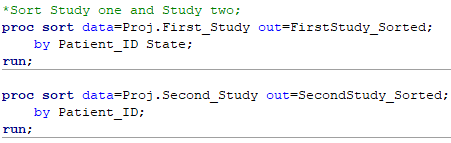 *Sort Study one and Study two;
proc sort data=Proj.First_Study out=FirstStudy_Sorted;
    by Patient_ID State;
run;
proc sort data=Proj.Second_Study out=SecondStudy_Sorted;
    by Patient_ID;
run;